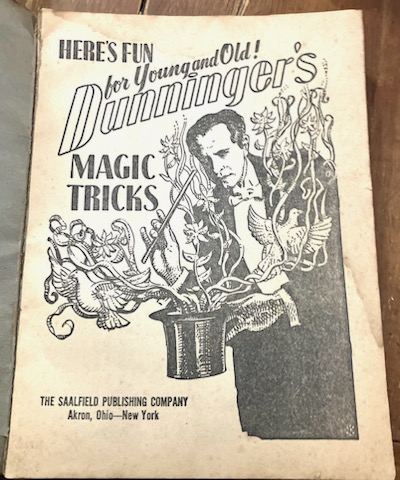 HERE'S FUN
for Young and Old!
Dunninger's
MAGIC
TRICKS
THE SAALFIELD PUBLISHING COMPANY
Akron, Ohio—New York